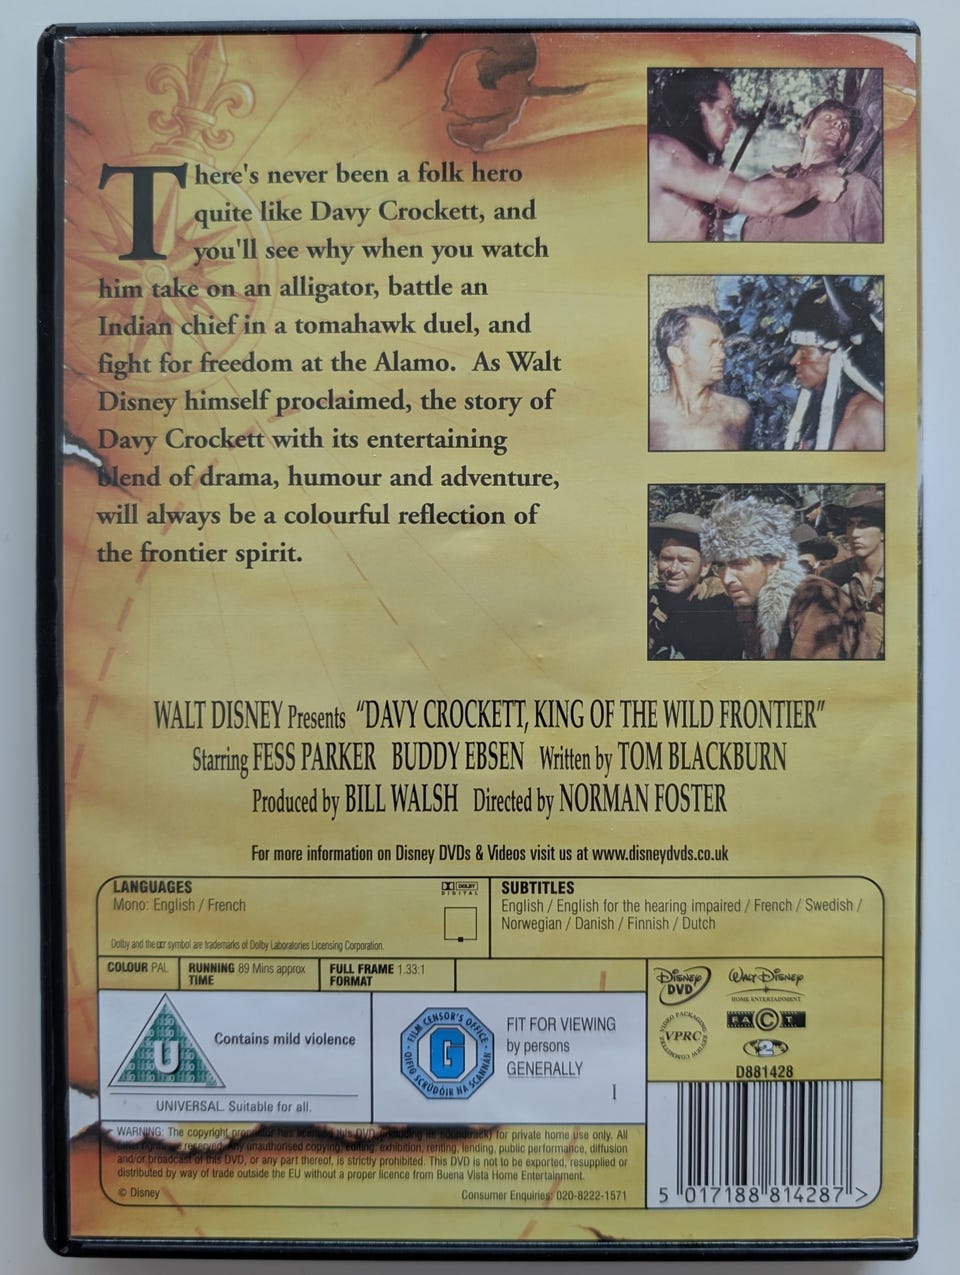 There's never been a folk hero
quite like Davy Crockett, and
you'll see why when you watch
him take on an alligator, battle an
Indian chief in a tomahawk duel, and
fight for freedom at the Alamo. As Walt
Disney himself proclaimed, the story of
Davy Crockett with its entertaining
blend of drama, humour and adventure,
will always be a colourful reflection of
the frontier spirit.
WALT DISNEY Presents "DAVY CROCKETT, KING OF THE WILD FRONTIER"
Starring FESS PARKER BUDDY EBSEN Written by TOM BLACKBURN
Produced by BILL WALSH Directed by NORMAN FOSTER
For more information on Disney DVDs & Videos visit us at www.disneydvds.co.uk
LANGUAGES
Mono: English / French
DOLBY
DIGITAL
Dolby and the symbol are trademarks of Dolby Laboratories Licensing Corporation.
SUBTITLES
English / English for the hearing impaired / French / Swedish /
Norwegian / Danish / Finnish / Dutch
COLOUR PAL
RUNNING 89 Mins approx
TIME
FULL FRAME 1.33:1
FORMAT
U
Contains mild violence
UNIVERSAL. Suitable for all.
FILM CENSOR'S OFFICE
G
OIFIG SCRÚDÓIR NA SCANNÁN
FIT FOR VIEWING
by persons
GENERALLY
I
DISNEY
DVD
WALT DISNEY
HOME ENTERTAINMENT
VIDEO PACKAGING REVIEW COMMITTEE
VPRC
FACT
2
D881428
WARNING: The copyright proprietor has licensed this DVD (including its soundtrack) for private home use only. All
other rights are reserved. Any unauthorised copying, editing, exhibition, renting, lending, public performance, diffusion
and/or broadcast of this DVD, or any part thereof, is strictly prohibited. This DVD is not to be exported, resupplied or
distributed by way of trade outside the EU without a proper licence from Buena Vista Home Entertainment.
© Disney
Consumer Enquiries: 020-8222-1571
5 017188 814287 >